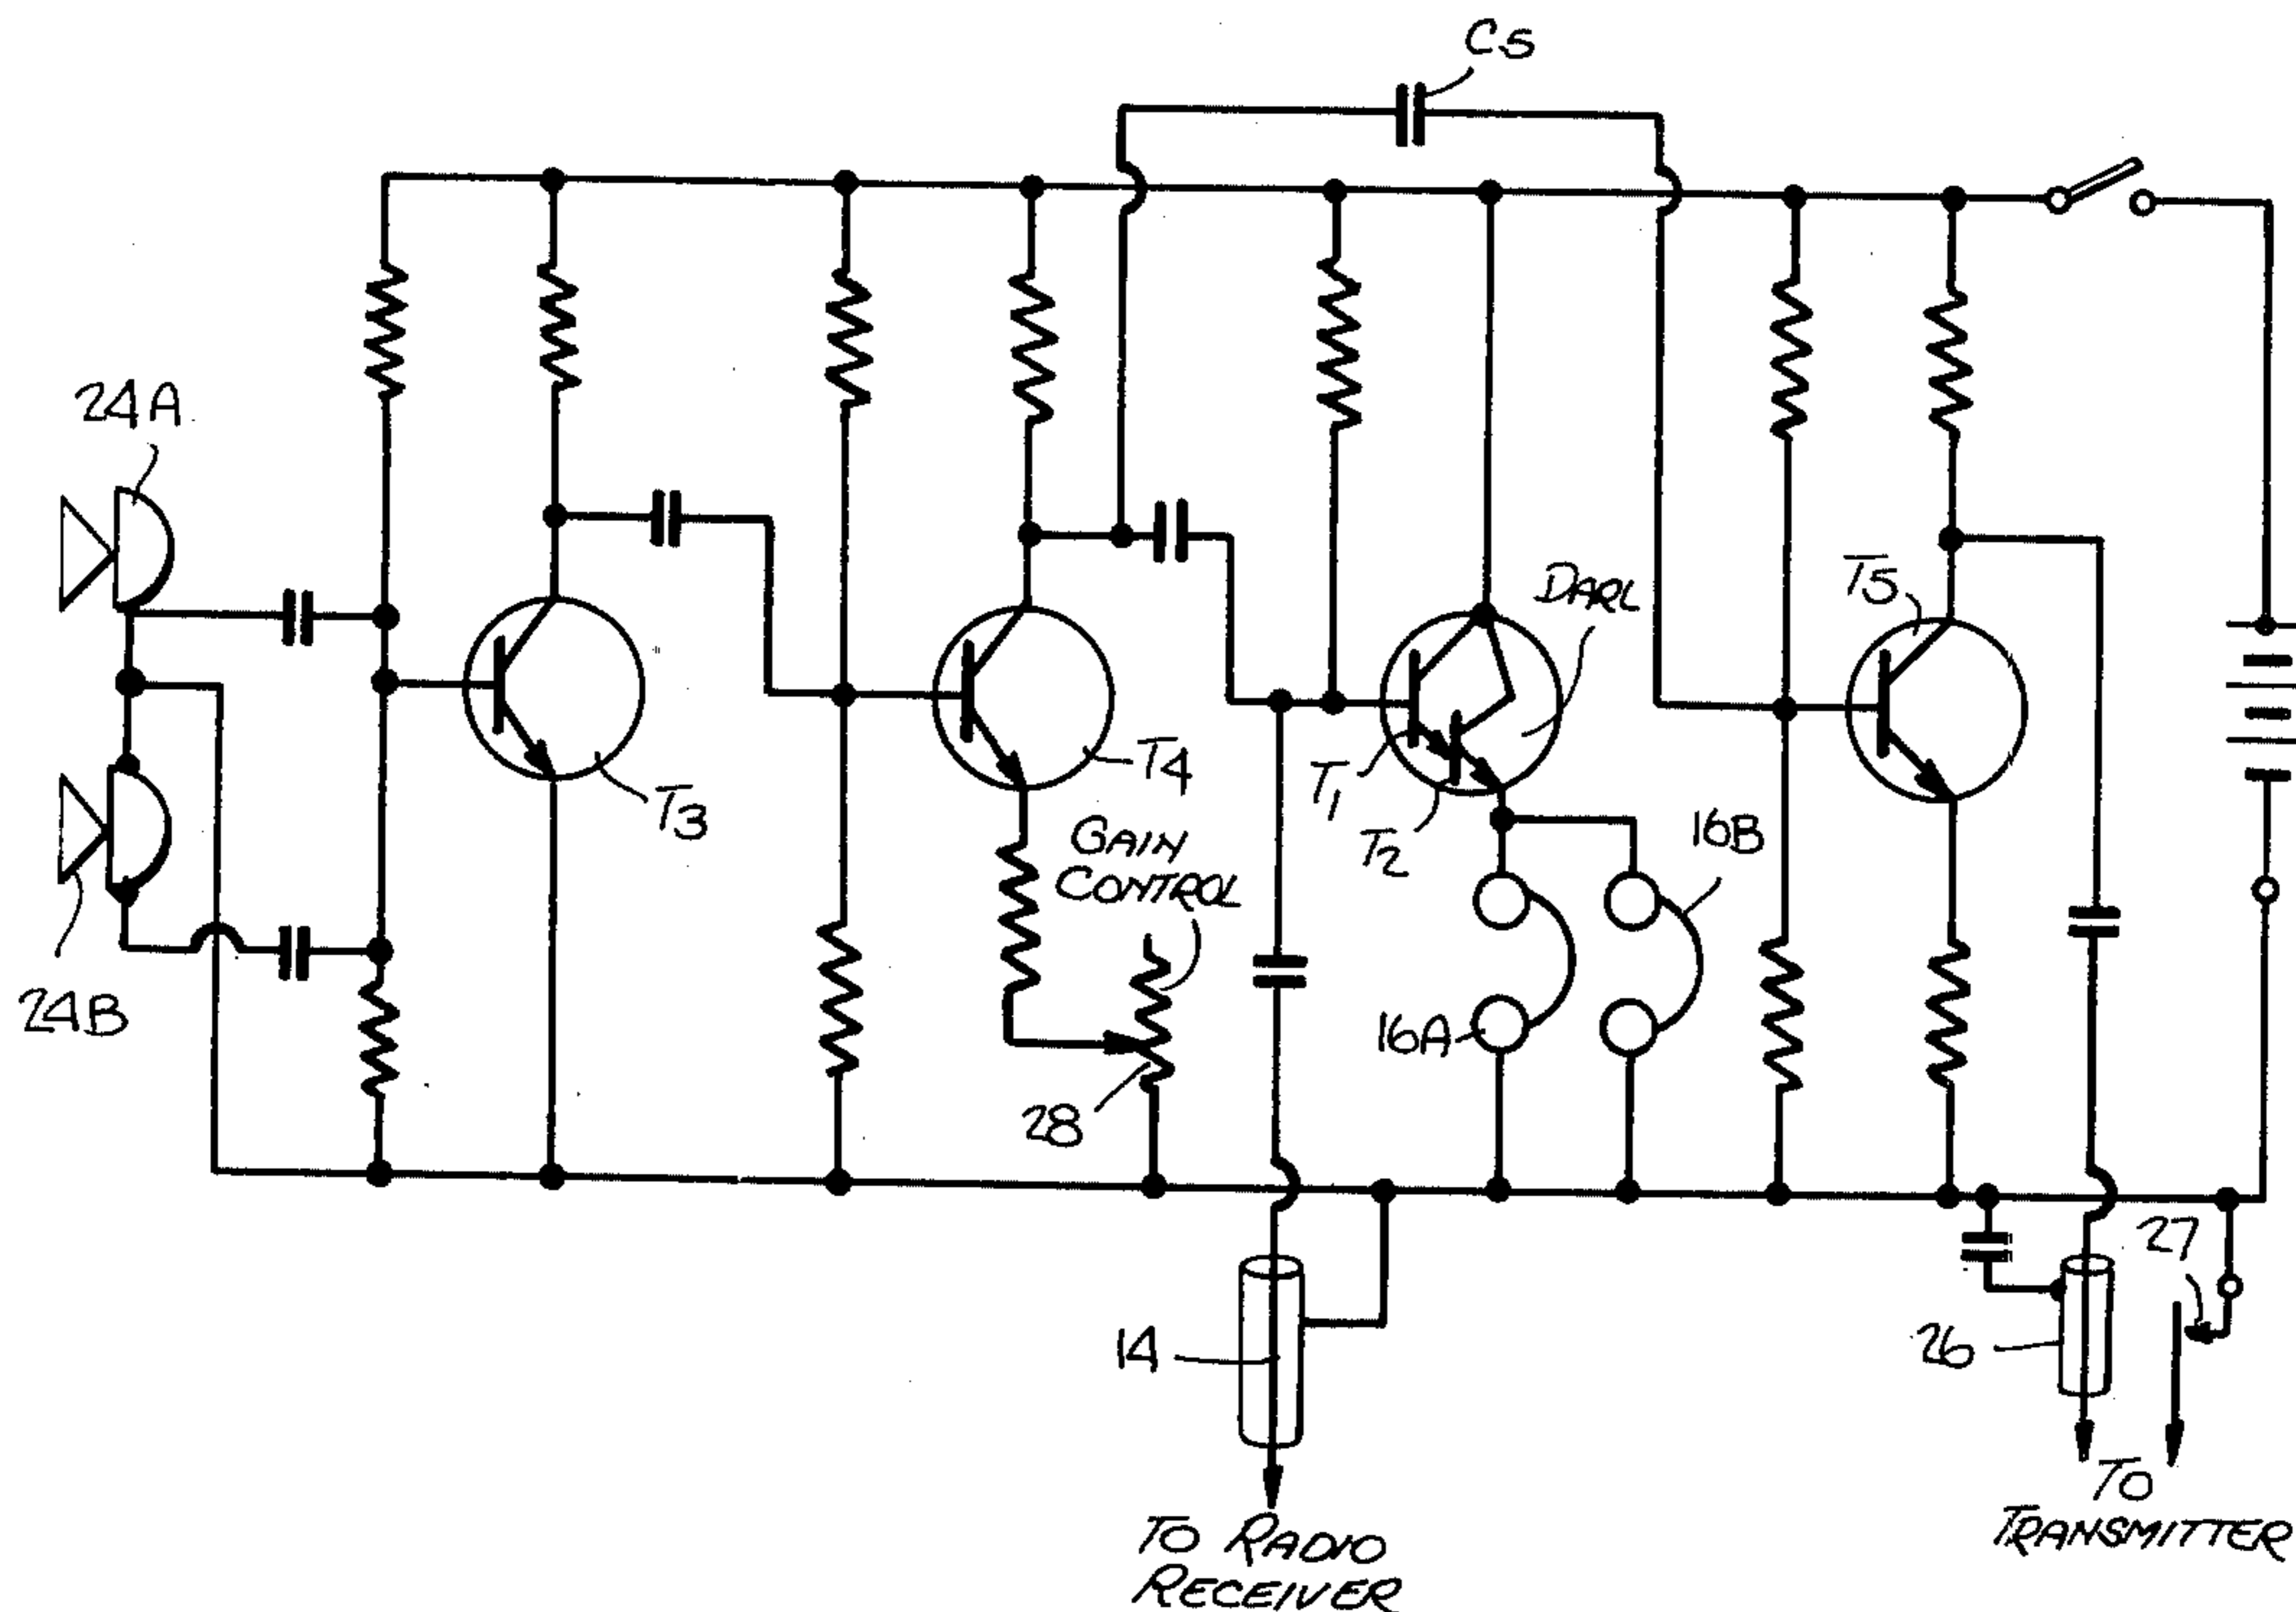 C5
24A
24B
T3
T4
GAIN
CONTROL
28
DARL
T1
T2
16B
16A
T5
14
26
27
TO RADIO
RECEIVER
TO
TRANSMITTER